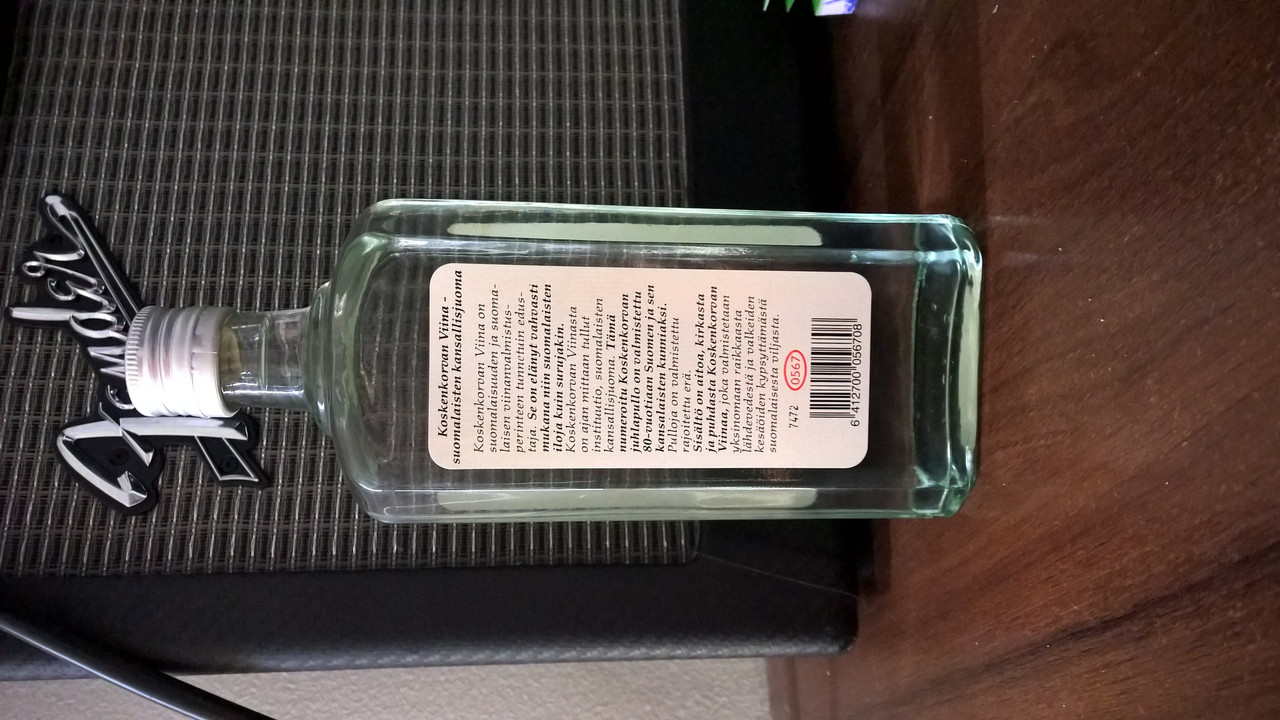 Fender
Koskenkorvan Viina -
suomalaisten kansallisjuoma
Koskenkorvan Viina on
suomalaisuuden ja suoma-
laisen viinanvalmistus-
perinteen tunnetuin edus-
taja. Se on elänyt vahvasti
mukana niin suomalaisten
iloja kuin surujakin.
Koskenkorvan Viinasta
on ajan mittaan tullut
instituutio, suomalaisten
kansallisjuoma. Tämä
numeroitu Koskenkorvan
juhlapullo on valmistettu
80-vuotiaan Suomen ja sen
kansalaisten kunniaksi.
Pulloja on valmistettu
rajoitettu erä.
Sisältö on aitoa, kirkasta
ja puhdasta Koskenkorvan
Viinaa, joka valmistetaan
yksinomaan raikkaasta
lähdevedestä ja valkeiden
kesäöiden kypsyttämästä
suomalaisesta viljasta.
7472 0567
6 412700 056708